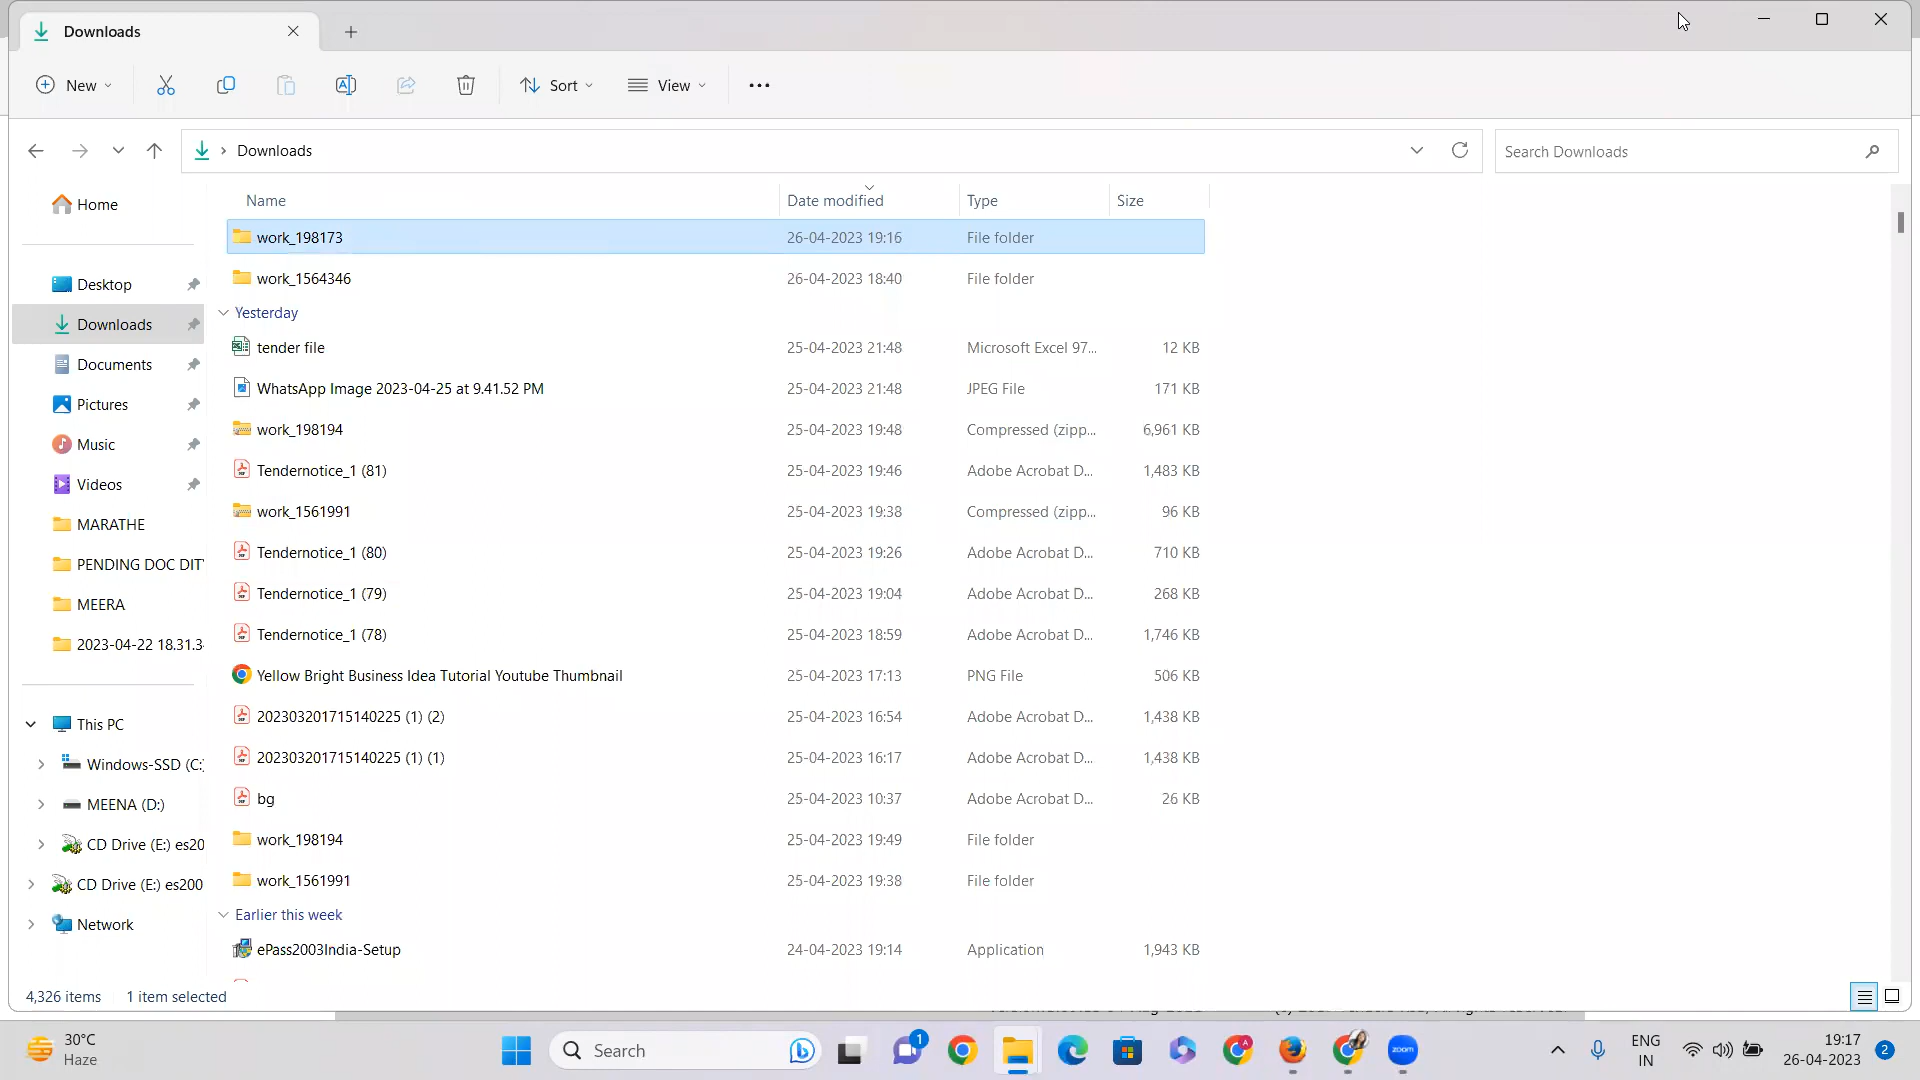 Downloads
New
Sort
View
Downloads
Search Downloads
Home
Desktop
Downloads
Documents
Pictures
Music
Videos
MARATHE
PENDING DOC DIT
MEERA
2023-04-22 18.31.3
This PC
Windows-SSD (C:)
MEENA (D:)
CD Drive (E:) es20
CD Drive (E:) es200
Network
Name Date modified Type Size
work_198173 26-04-2023 19:16 File folder
work_1564346 26-04-2023 18:40 File folder
Yesterday
tender file 25-04-2023 21:48 Microsoft Excel 97... 12 KB
WhatsApp Image 2023-04-25 at 9.41.52 PM 25-04-2023 21:48 JPEG File 171 KB
work_198194 25-04-2023 19:48 Compressed (zipp... 6,961 KB
Tendernotice_1 (81) 25-04-2023 19:46 Adobe Acrobat D... 1,483 KB
work_1561991 25-04-2023 19:38 Compressed (zipp... 96 KB
Tendernotice_1 (80) 25-04-2023 19:26 Adobe Acrobat D... 710 KB
Tendernotice_1 (79) 25-04-2023 19:04 Adobe Acrobat D... 268 KB
Tendernotice_1 (78) 25-04-2023 18:59 Adobe Acrobat D... 1,746 KB
Yellow Bright Business Idea Tutorial Youtube Thumbnail 25-04-2023 17:13 PNG File 506 KB
202303201715140225 (1) (2) 25-04-2023 16:54 Adobe Acrobat D... 1,438 KB
202303201715140225 (1) (1) 25-04-2023 16:17 Adobe Acrobat D... 1,438 KB
bg 25-04-2023 10:37 Adobe Acrobat D... 26 KB
work_198194 25-04-2023 19:49 File folder
work_1561991 25-04-2023 19:38 File folder
Earlier this week
ePass2003India-Setup 24-04-2023 19:14 Application 1,943 KB
4,326 items 1 item selected
30°C
Haze
Search
1
A
zoom
ENG
IN
19:17
26-04-2023
2